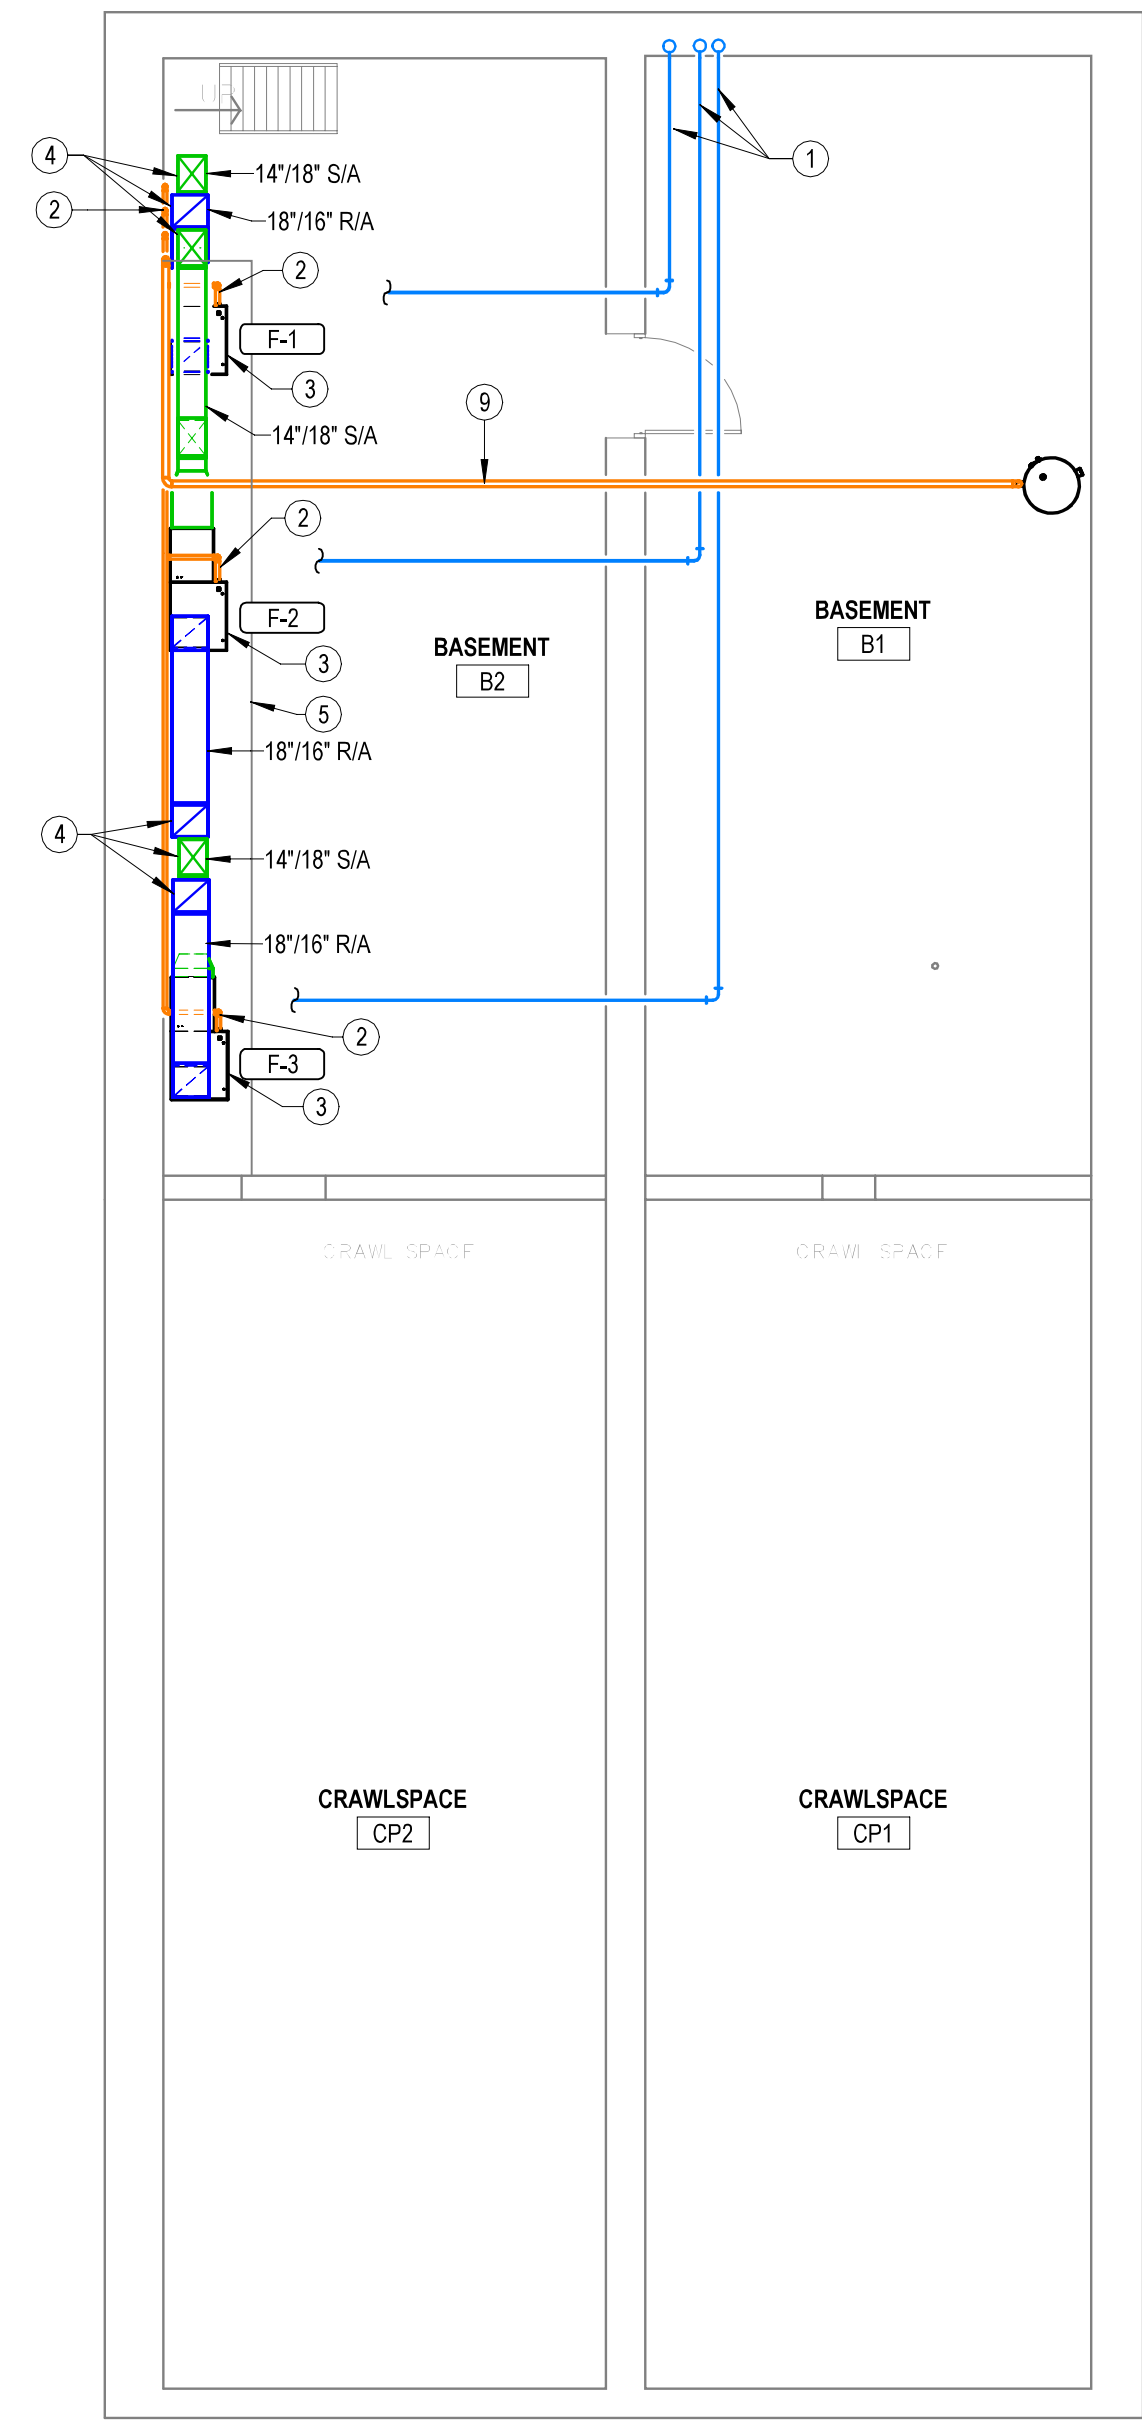 UP
1
4
14"/18" S/A
2
18"/16" R/A
2
F-1
3
9
14"/18" S/A
2
F-2
BASEMENT
B1
BASEMENT
B2
3
5
18"/16" R/A
4
14"/18" S/A
18"/16" R/A
2
F-3
3
CRAWL SPACE
CRAWL SPACE
CRAWLSPACE
CP2
CRAWLSPACE
CP1